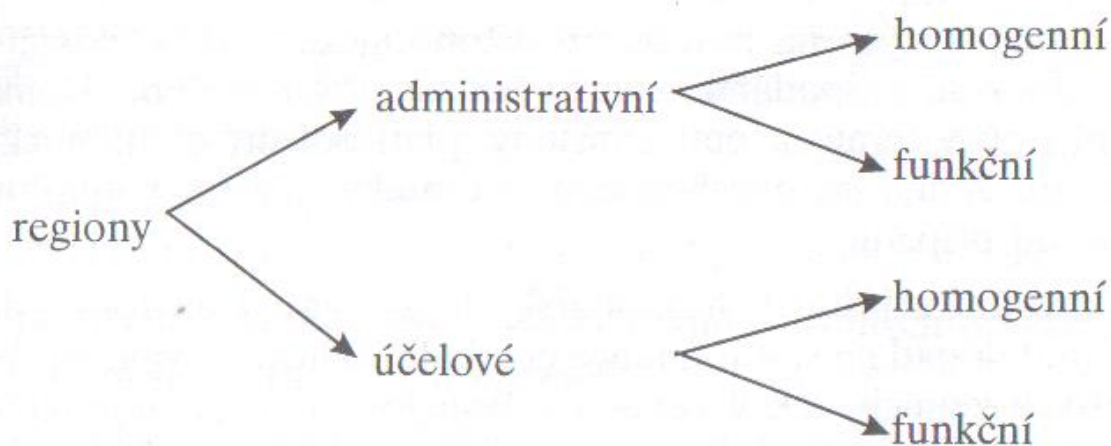 homogenní
administrativní
funkční
regiony
homogenní
účelové
funkční